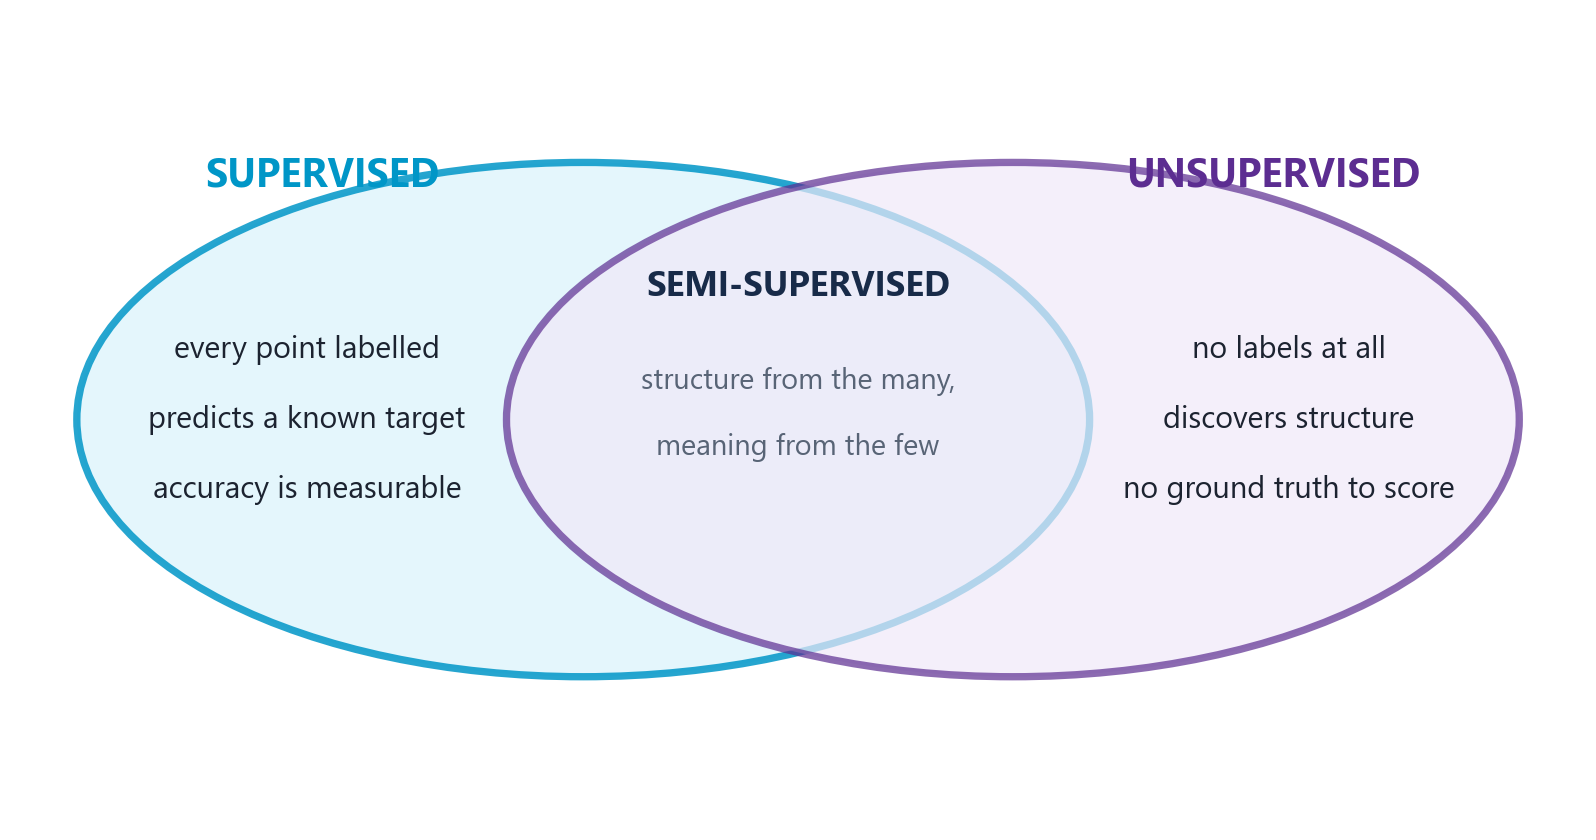 SUPERVISED
every point labelled
predicts a known target
accuracy is measurable
SEMI-SUPERVISED
structure from the many,
meaning from the few
UNSUPERVISED
no labels at all
discovers structure
no ground truth to score